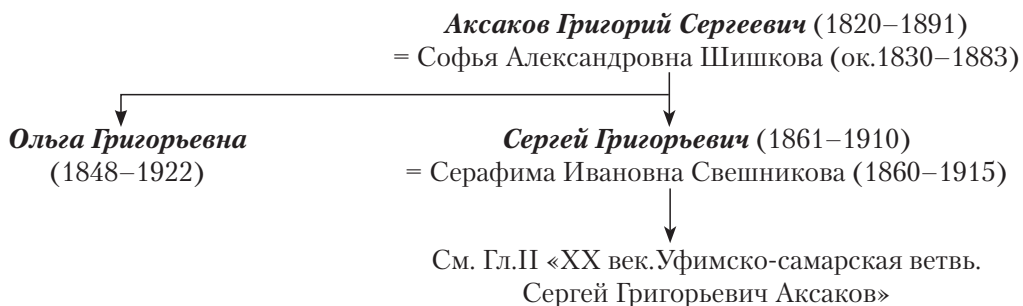 Аксаков Григорий Сергеевич (1820–1891)
= Софья Александровна Шишкова (ок.1830–1883)
Ольга Григорьевна
(1848–1922)
Сергей Григорьевич (1861–1910)
= Серафима Ивановна Свешникова (1860–1915)
См. Гл.II «XX век.Уфимско-самарская ветвь.
Сергей Григорьевич Аксаков»